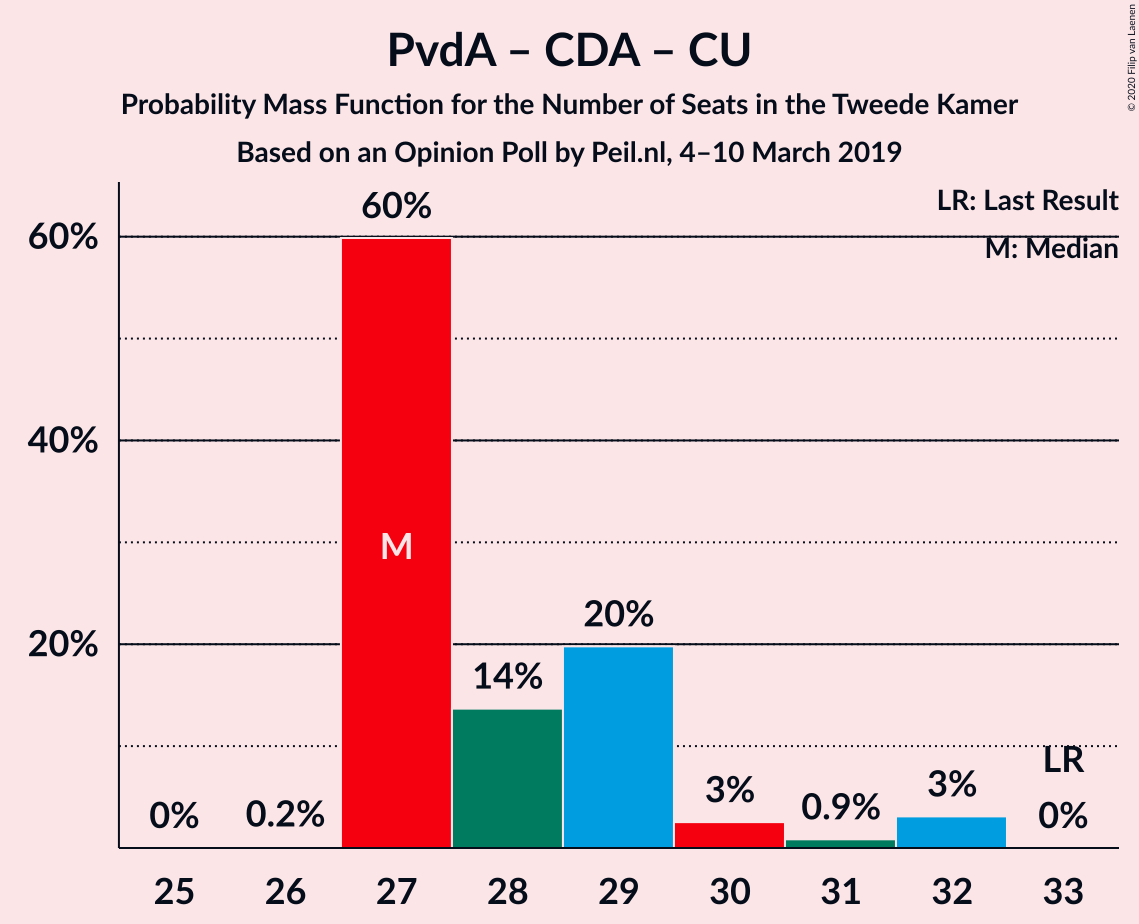 PvdA – CDA – CU
Probability Mass Function for the Number of Seats in the Tweede Kamer
Based on an Opinion Poll by Peil.nl, 4–10 March 2019
© 2020 Filip van Laenen
LR: Last Result
M: Median
60%
40%
20%
0%
0.2%
60%
M
14%
20%
3%
0.9%
3%
LR
0%
25 26 27 28 29 30 31 32 33